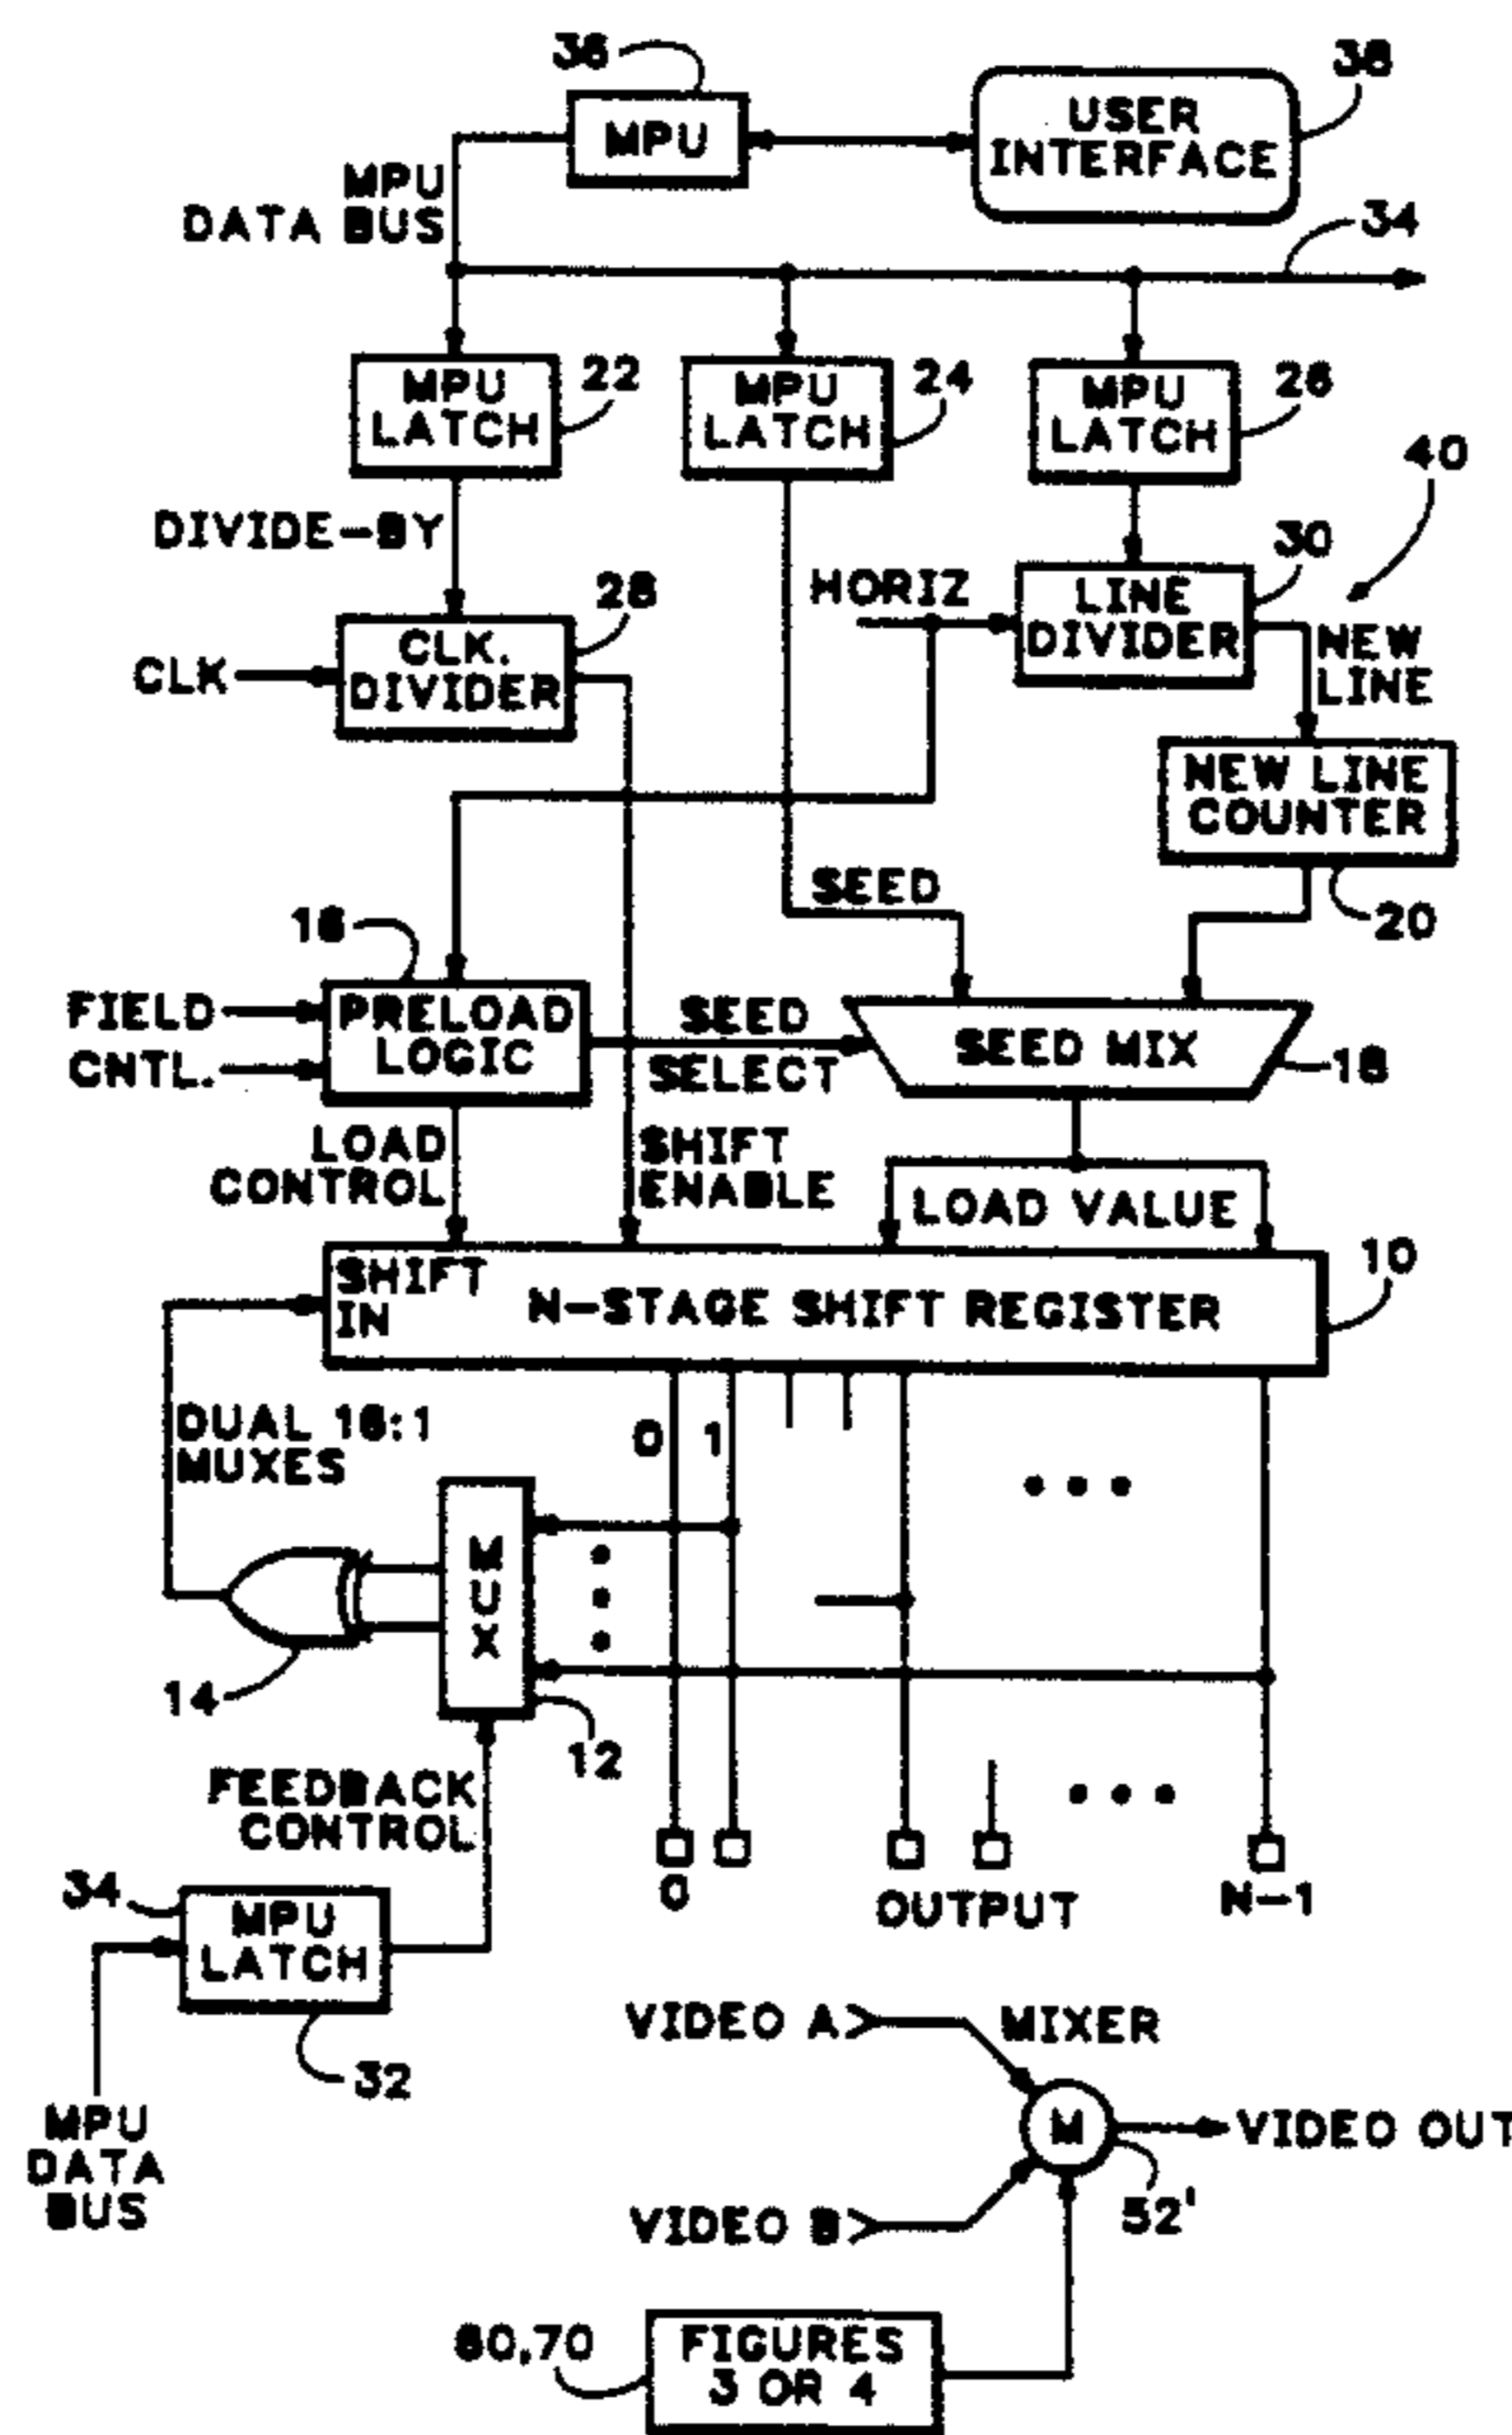 36
MPU
USER
INTERFACE
38
MPU
DATA BUS
34
MPU
LATCH
22
MPU
LATCH
24
MPU
LATCH
26
40
DIVIDE-BY
CLK
CLK.
DIVIDER
28
HORIZ
LINE
DIVIDER
30
NEW
LINE
NEW LINE
COUNTER
20
SEED
16
FIELD
CNTL.
PRELOAD
LOGIC
SEED
SELECT
SEED MIX
18
LOAD
CONTROL
SHIFT
ENABLE
LOAD VALUE
10
SHIFT
IN
N-STAGE SHIFT REGISTER
DUAL 16:1
MUXES
0 1
MUX
14
12
FEEDBACK
CONTROL
0
OUTPUT
N-1
34
MPU
LATCH
32
MPU
DATA
BUS
VIDEO A
MIXER
M
VIDEO OUT
VIDEO B
52'
60,70
FIGURES
3 OR 4